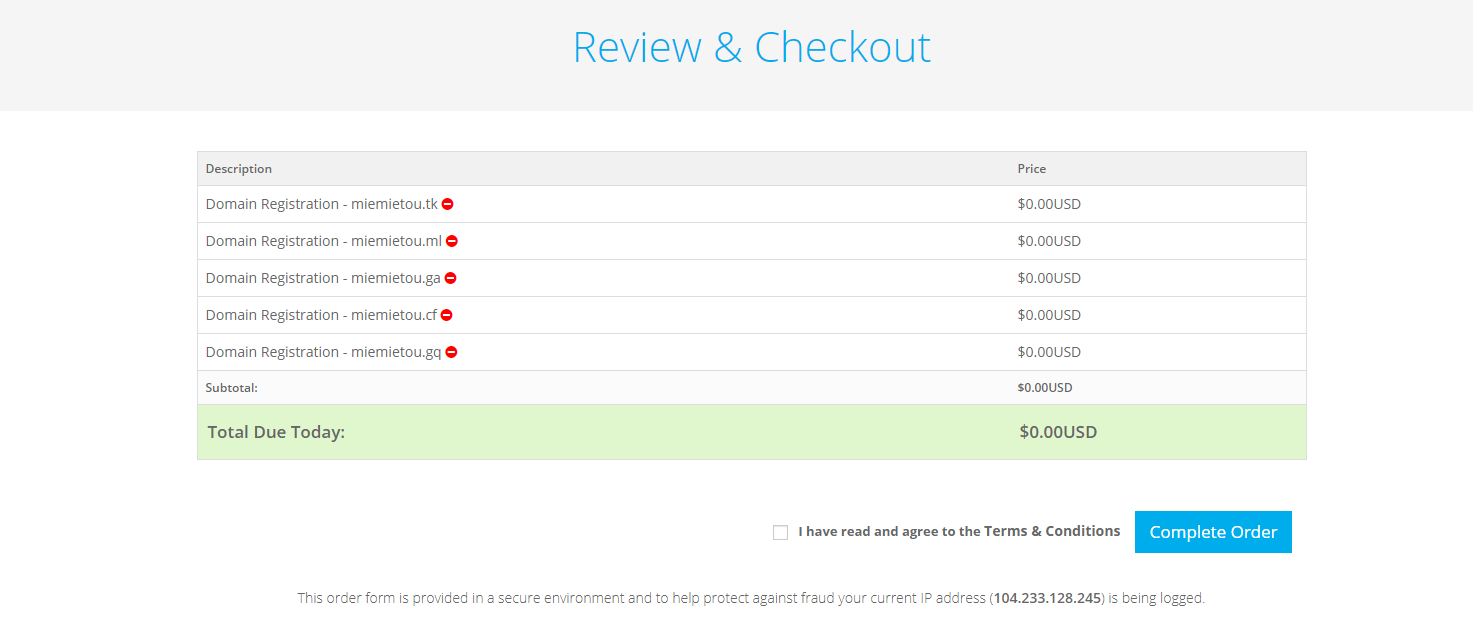 Review & Checkout
Description Price
Domain Registration - miemietou.tk $0.00USD
Domain Registration - miemietou.ml $0.00USD
Domain Registration - miemietou.ga $0.00USD
Domain Registration - miemietou.cf $0.00USD
Domain Registration - miemietou.gq $0.00USD
Subtotal: $0.00USD
Total Due Today: $0.00USD
I have read and agree to the Terms & Conditions Complete Order
This order form is provided in a secure environment and to help protect against fraud your current IP address (104.233.128.245) is being logged.